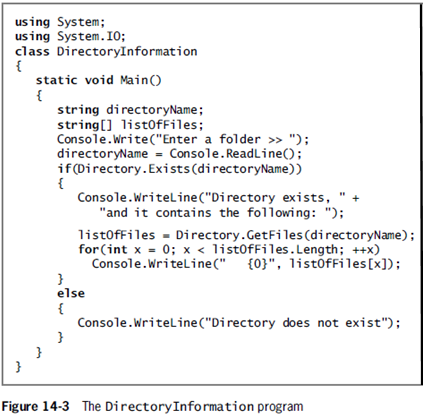 using System;
using System.IO;
class DirectoryInformation
{
   static void Main()
   {
      string directoryName;
      string[] listOfFiles;
      Console.Write("Enter a folder >> ");
      directoryName = Console.ReadLine();
      if(Directory.Exists(directoryName))
      {
         Console.WriteLine("Directory exists, " +
            "and it contains the following: ");
         listOfFiles = Directory.GetFiles(directoryName);
         for(int x = 0; x < listOfFiles.Length; ++x)
           Console.WriteLine("   {0}", listOfFiles[x]);
      }
      else
      {
         Console.WriteLine("Directory does not exist");
      }
   }
}
Figure 14-3 The DirectoryInformation program